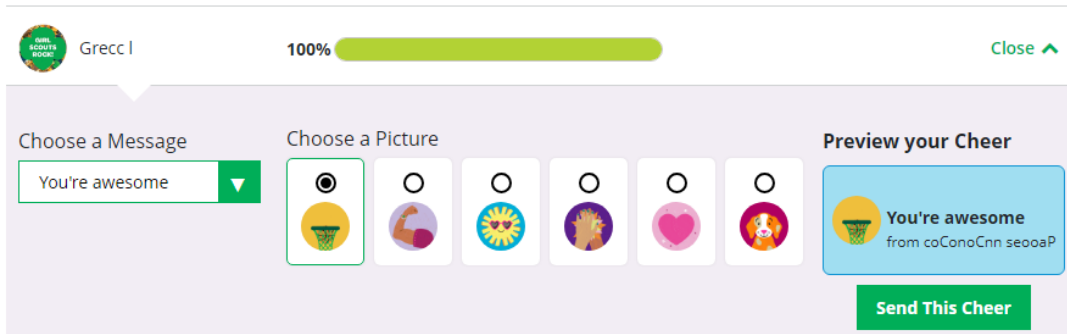 GIRL
SCOUTS
ROCK!
Grecc l
100%
Close
Choose a Message
You're awesome
Choose a Picture
Preview your Cheer
You're awesome
from coConoCnn seooaP
Send This Cheer